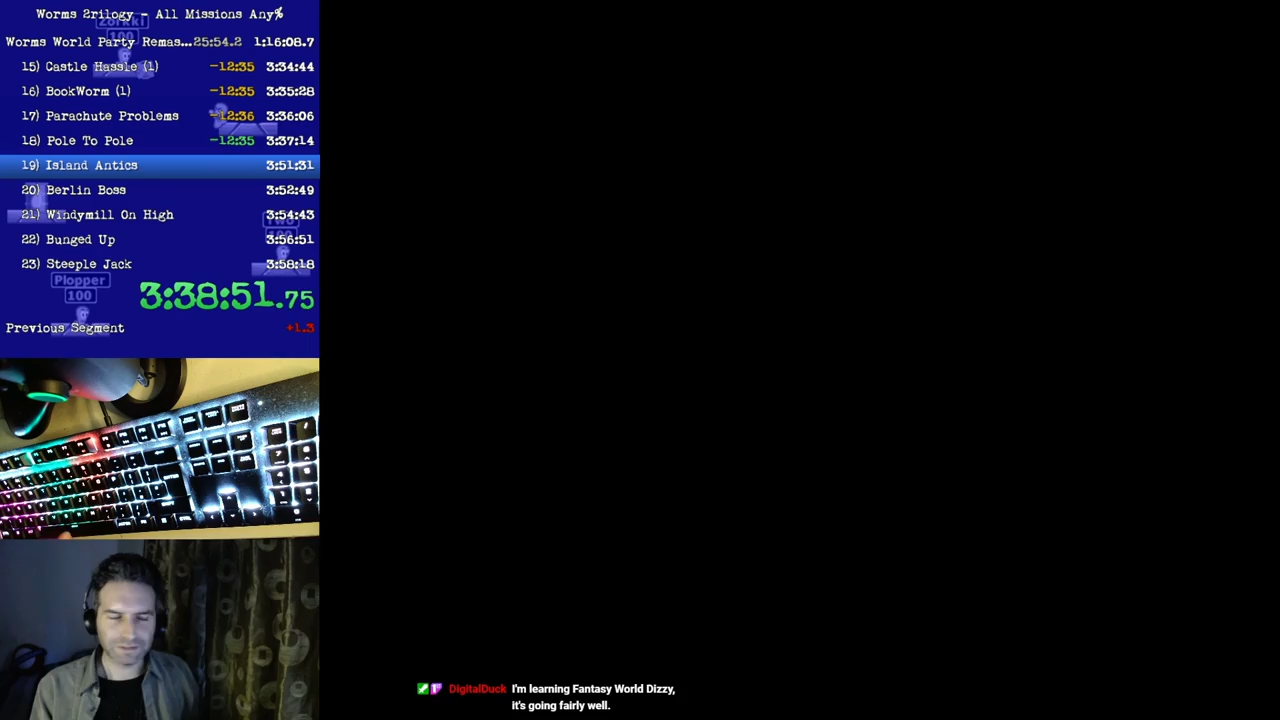 Worms 2rilogy - All Missions Any%
Zorkki
100
Worms World Party Remas... 25:54.2 1:16:08.7
15) Castle Hassle (1) -12:35 3:34:44
16) BookWorm (1) -12:35 3:35:28
17) Parachute Problems -12:36 3:36:06
18) Pole To Pole -12:35 3:37:14
19) Island Antics 3:51:31
20) Berlin Boss 3:52:49
21) Windymill On High 3:54:43
22) Bunged Up 3:56:51
23) Steeple Jack 3:58:18
Plopper
100
3:38:51.75
Previous Segment +1.3
DigitalDuck I'm learning Fantasy World Dizzy,
it's going fairly well.